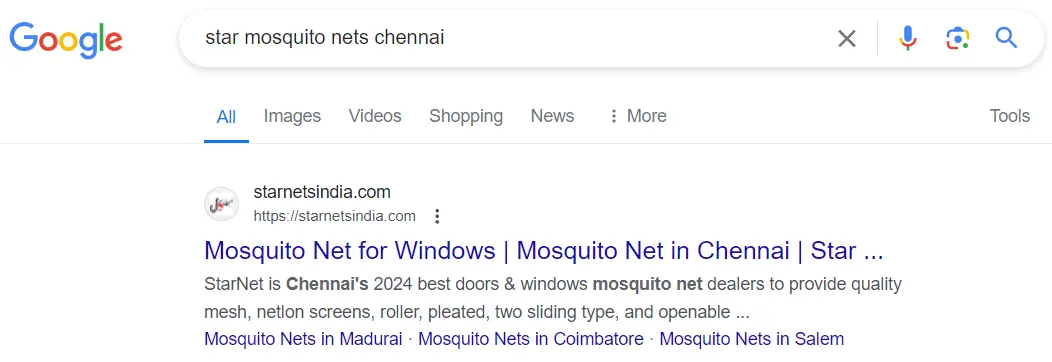 Google
star mosquito nets chennai
All Images Videos Shopping News More Tools
starnetsindia.com
https://starnetsindia.com
Mosquito Net for Windows | Mosquito Net in Chennai | Star ...
StarNet is Chennai's 2024 best doors & windows mosquito net dealers to provide quality
mesh, netlon screens, roller, pleated, two sliding type, and openable ...
Mosquito Nets in Madurai · Mosquito Nets in Coimbatore · Mosquito Nets in Salem